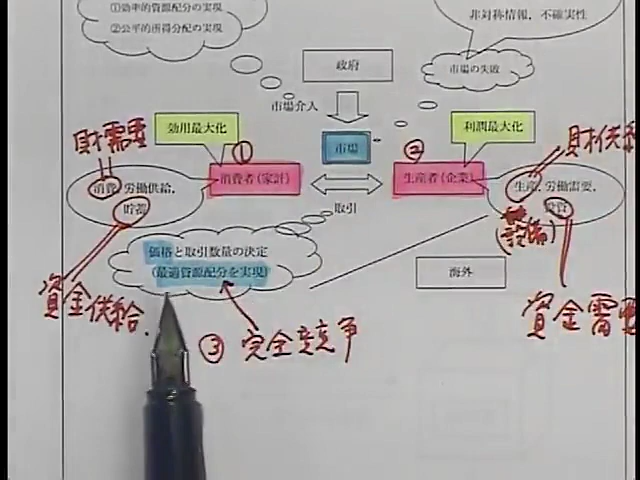 ①効率的資源配分の実現
②公平的所得分配の実現
非対称情報、不確実性
政府
市場の失敗
市場介入
効用最大化
利潤最大化
財需要
①
市場
②
財供
消費者(家計)
生産者(企業)
消費、労働供給、
貯蓄
生産、労働需要、
投資
取引
(設備)
価格と取引数量の決定
(最適資源配分を実現)
海外
資金供給.
資金需要
③ 完全競争